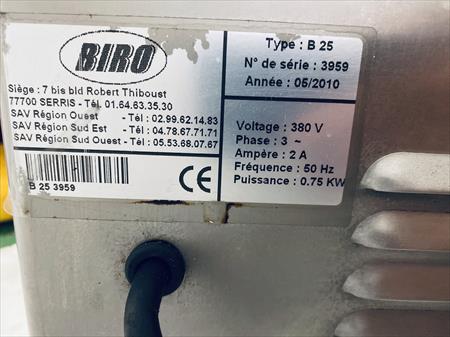 BIRO
Siège : 7 bis bld Robert Thiboust
77700 SERRIS - Tél. 01.64.63.35.30
SAV Région Ouest - Tél : 02.99.62.14.83
SAV Région Sud Est - Tél : 04.78.67.71.71
SAV Région Sud Ouest - Tél : 05.53.68.07.67
B 25 3959
CE
Type : B 25
N° de série : 3959
Année : 05/2010
Voltage : 380 V
Phase : 3 ~
Ampère : 2 A
Fréquence : 50 Hz
Puissance : 0.75 KW